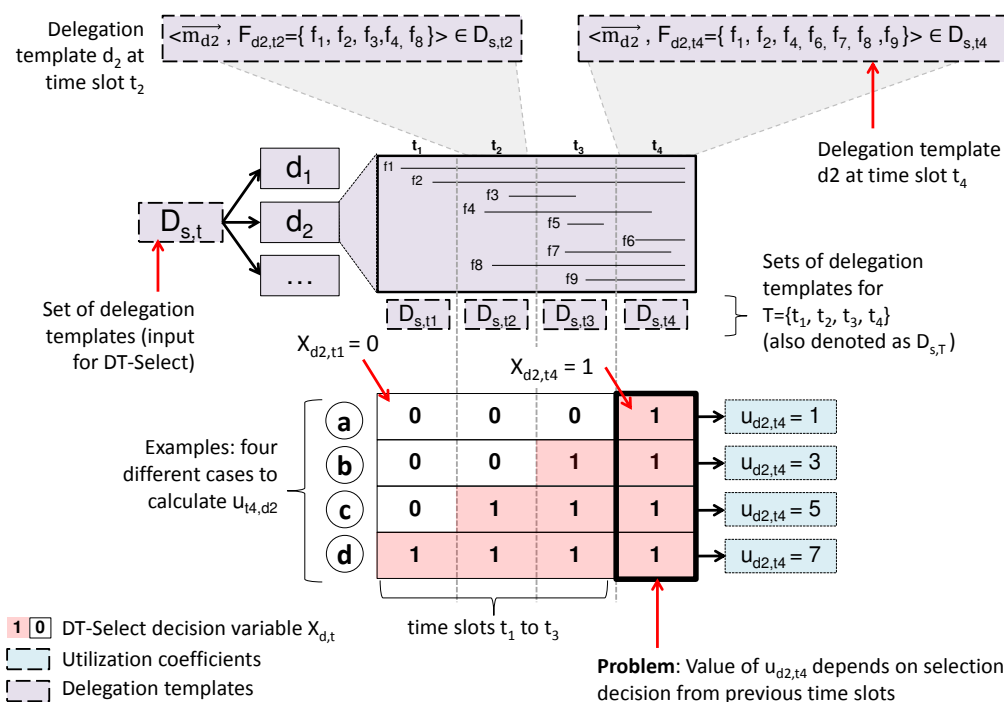 Delegation
template d2 at
time slot t2
<md2 , Fd2,t2={ f1, f2, f3,f4, f8}> ∈ Ds,t2
<md2 , Fd2,t4={ f1, f2, f4, f6, f7, f8 ,f9}> ∈ Ds,t4
Delegation template
d2 at time slot t4
t1 t2 t3 t4
f1
f2
f3
f4
f5
f6
f7
f8
f9
Ds,t
d1
d2
...
Set of delegation
templates (input
for DT-Select)
Ds,t1 Ds,t2 Ds,t3 Ds,t4
Sets of delegation
templates for
T={t1, t2, t3, t4}
(also denoted as Ds,T )
Xd2,t1 = 0
Xd2,t4 = 1
Examples: four
different cases to
calculate ut4,d2
a 0 0 0 1 ud2,t4 = 1
b 0 0 1 1 ud2,t4 = 3
c 0 1 1 1 ud2,t4 = 5
d 1 1 1 1 ud2,t4 = 7
time slots t1 to t3
1 0 DT-Select decision variable Xd,t
Utilization coefficients
Delegation templates
Problem: Value of ud2,t4 depends on selection
decision from previous time slots